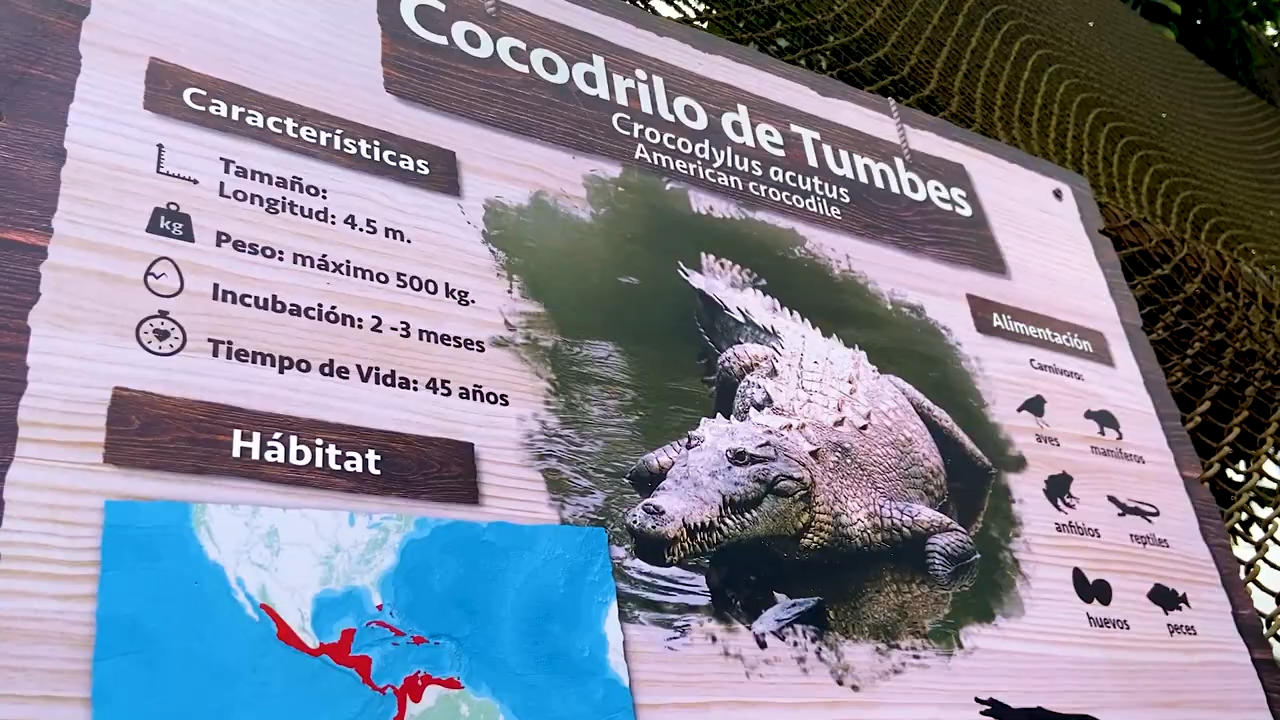 Cocodrilo de Tumbes
Crocodylus acutus
American crocodile
Características
Tamaño:
Longitud: 4.5 m.
kg
Peso: máximo 500 kg.
Incubación: 2 -3 meses
Tiempo de Vida: 45 años
Hábitat
Alimentación
Carnívoro:
aves
mamíferos
anfibios
reptiles
huevos
peces